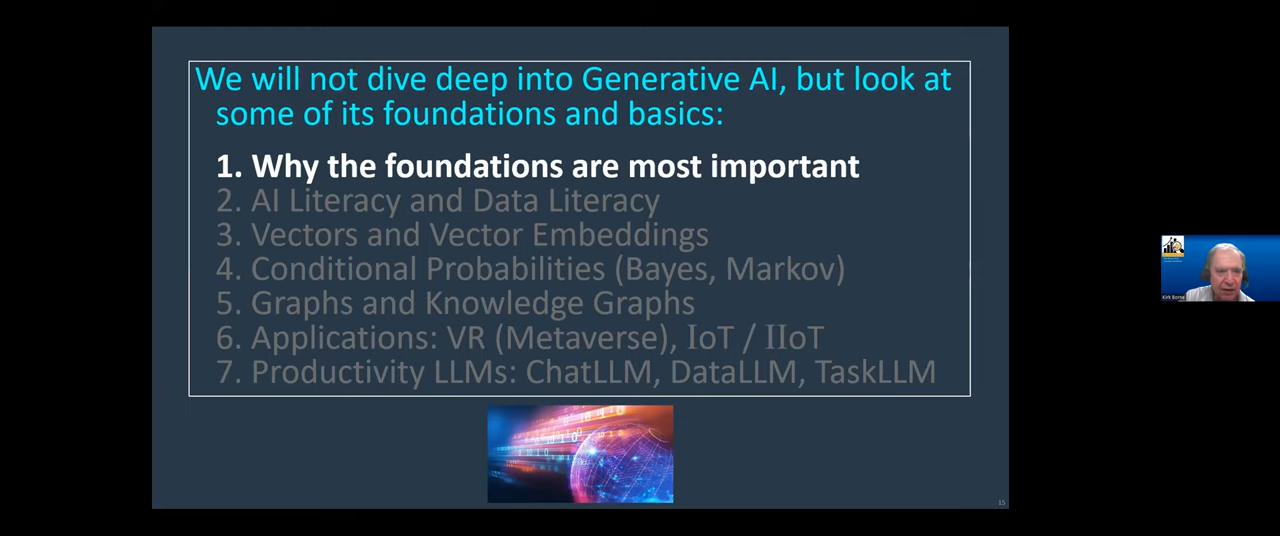 We will not dive deep into Generative AI, but look at
some of its foundations and basics:
1. Why the foundations are most important
2. AI Literacy and Data Literacy
3. Vectors and Vector Embeddings
4. Conditional Probabilities (Bayes, Markov)
5. Graphs and Knowledge Graphs
6. Applications: VR (Metaverse), IoT / IIoT
7. Productivity LLMs: ChatLLM, DataLLM, TaskLLM
15
Kirk Borne